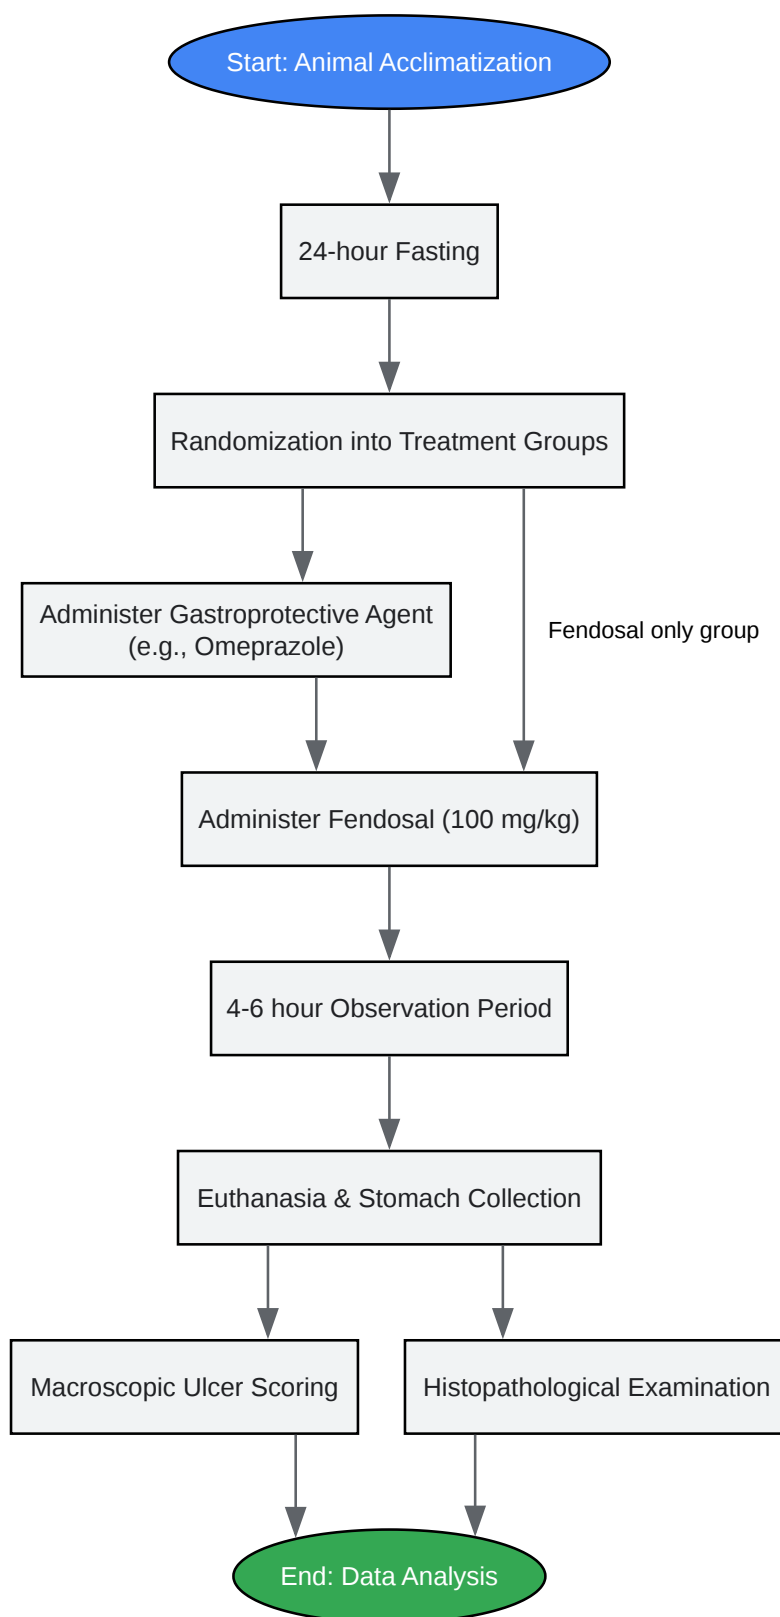 Start: Animal Acclimatization
24-hour Fasting
Randomization into Treatment Groups
Administer Gastroprotective Agent
(e.g., Omeprazole)
Fendosal only group
Administer Fendosal (100 mg/kg)
4-6 hour Observation Period
Euthanasia & Stomach Collection
Macroscopic Ulcer Scoring
Histopathological Examination
End: Data Analysis